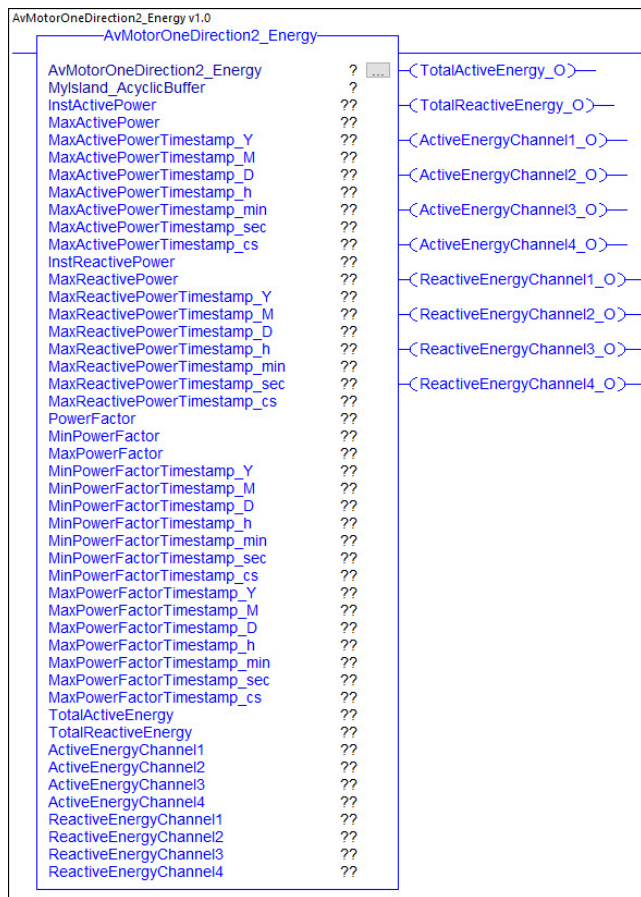 AvMotorOneDirection2_Energy v1.0
AvMotorOneDirection2_Energy
AvMotorOneDirection2_Energy ? ... TotalActiveEnergy_O
MyIsland_AcyclicBuffer ?
InstActivePower ?? TotalReactiveEnergy_O
MaxActivePower ??
MaxActivePowerTimestamp_Y ?? ActiveEnergyChannel1_O
MaxActivePowerTimestamp_M ??
MaxActivePowerTimestamp_D ?? ActiveEnergyChannel2_O
MaxActivePowerTimestamp_h ??
MaxActivePowerTimestamp_min ?? ActiveEnergyChannel3_O
MaxActivePowerTimestamp_sec ??
MaxActivePowerTimestamp_cs ?? ActiveEnergyChannel4_O
InstReactivePower ??
MaxReactivePower ?? ReactiveEnergyChannel1_O
MaxReactivePowerTimestamp_Y ??
MaxReactivePowerTimestamp_M ?? ReactiveEnergyChannel2_O
MaxReactivePowerTimestamp_D ??
MaxReactivePowerTimestamp_h ?? ReactiveEnergyChannel3_O
MaxReactivePowerTimestamp_min ??
MaxReactivePowerTimestamp_sec ?? ReactiveEnergyChannel4_O
MaxReactivePowerTimestamp_cs ??
PowerFactor ??
MinPowerFactor ??
MaxPowerFactor ??
MinPowerFactorTimestamp_Y ??
MinPowerFactorTimestamp_M ??
MinPowerFactorTimestamp_D ??
MinPowerFactorTimestamp_h ??
MinPowerFactorTimestamp_min ??
MinPowerFactorTimestamp_sec ??
MinPowerFactorTimestamp_cs ??
MaxPowerFactorTimestamp_Y ??
MaxPowerFactorTimestamp_M ??
MaxPowerFactorTimestamp_D ??
MaxPowerFactorTimestamp_h ??
MaxPowerFactorTimestamp_min ??
MaxPowerFactorTimestamp_sec ??
MaxPowerFactorTimestamp_cs ??
TotalActiveEnergy ??
TotalReactiveEnergy ??
ActiveEnergyChannel1 ??
ActiveEnergyChannel2 ??
ActiveEnergyChannel3 ??
ActiveEnergyChannel4 ??
ReactiveEnergyChannel1 ??
ReactiveEnergyChannel2 ??
ReactiveEnergyChannel3 ??
ReactiveEnergyChannel4 ??